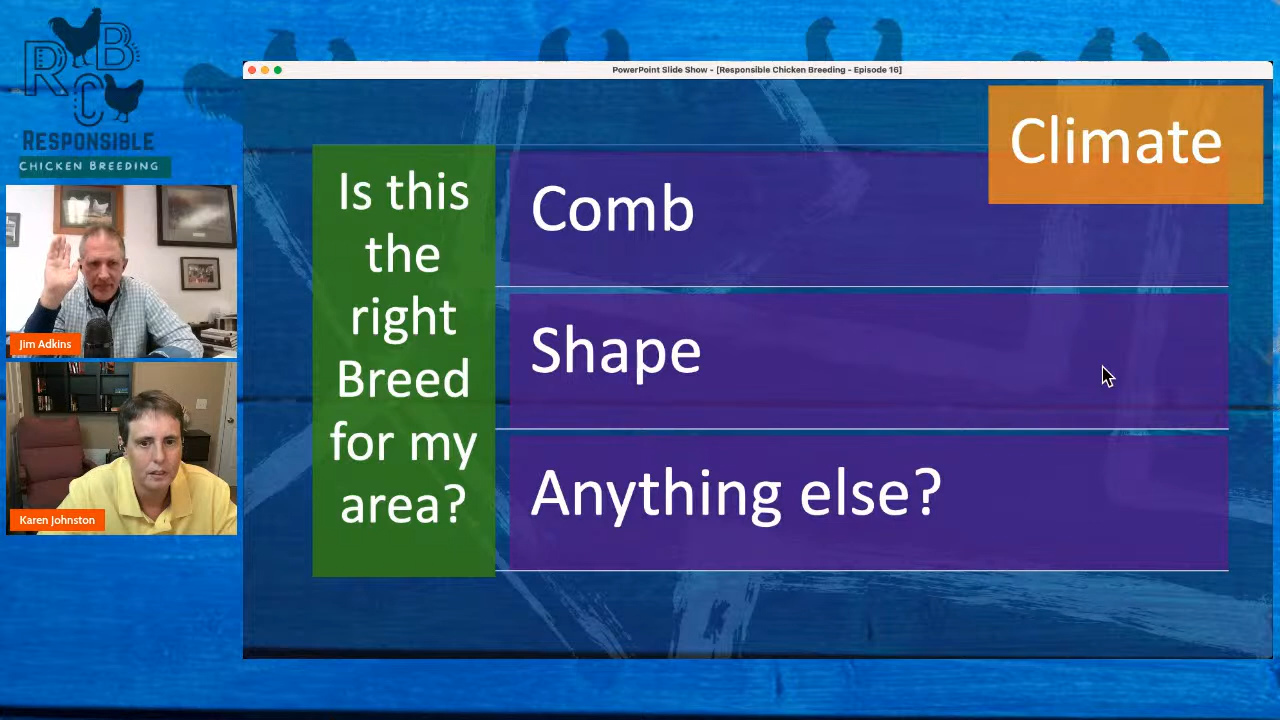 R B C
RESPONSIBLE
CHICKEN BREEDING
PowerPoint Slide Show - [Responsible Chicken Breeding - Episode 16]
Climate
Is this
the
right
Breed
for my
area?
Comb
Shape
Anything else?
Jim Adkins
Karen Johnston